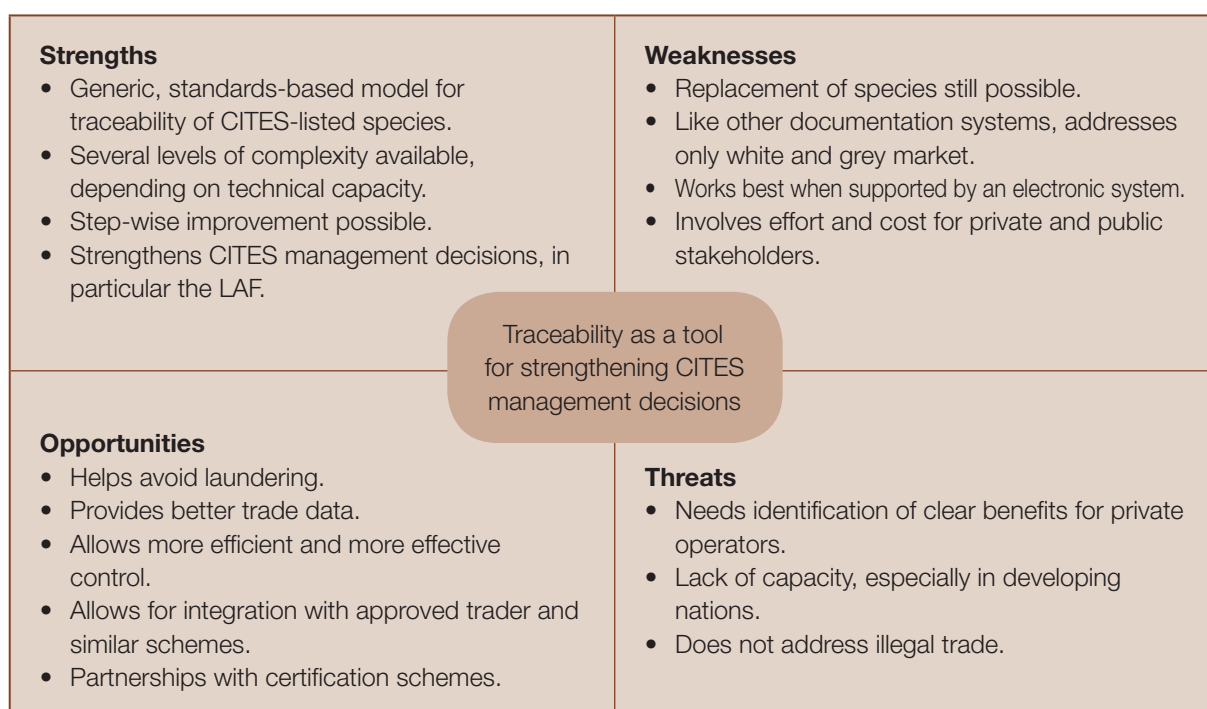 Strengths
• Generic, standards-based model for
traceability of CITES-listed species.
• Several levels of complexity available,
depending on technical capacity.
• Step-wise improvement possible.
• Strengthens CITES management decisions, in
particular the LAF.
Weaknesses
• Replacement of species still possible.
• Like other documentation systems, addresses
only white and grey market.
• Works best when supported by an electronic system.
• Involves effort and cost for private and public
stakeholders.
Traceability as a tool
for strengthening CITES
management decisions
Opportunities
• Helps avoid laundering.
• Provides better trade data.
• Allows more efficient and more effective
control.
• Allows for integration with approved trader and
similar schemes.
• Partnerships with certification schemes.
Threats
• Needs identification of clear benefits for private
operators.
• Lack of capacity, especially in developing
nations.
• Does not address illegal trade.